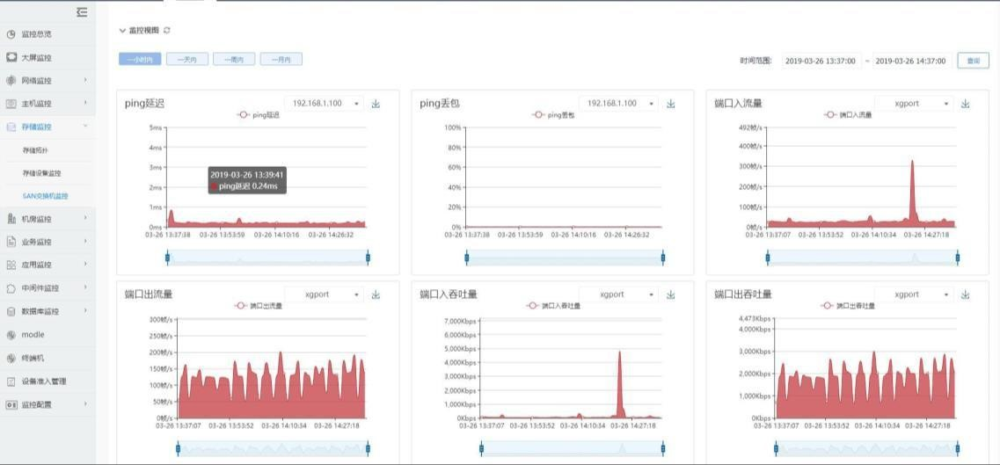 监控总览
大屏监控
网络监控
主机监控
存储监控
存储拓扑
存储设备监控
SAN交换机监控
机房监控
业务监控
应用监控
中间件监控
数据库监控
modle
终端机
设备准入管理
监控配置
监控视图
一小时内 一天内 一周内 一月内
时间范围: 2019-03-26 13:37:00 ~ 2019-03-26 14:37:00 查询
ping延迟 192.168.1.100
ping延迟
5ms
4ms
3ms
2ms
1ms
0ms
2019-03-26 13:39:41
ping延迟 0.24ms
03-26 13:37:38 03-26 13:53:59 03-26 14:10:16 03-26 14:26:32
ping丢包 192.168.1.100
ping丢包
100%
80%
60%
40%
20%
0%
03-26 13:37:38 03-26 13:53:59 03-26 14:10:16 03-26 14:26:32
端口入流量 xgport
端口入流量
492帧/s
400帧/s
300帧/s
200帧/s
100帧/s
0帧/s
03-26 13:37:07 03-26 13:53:52 03-26 14:10:34 03-26 14:27:18
端口出流量 xgport
端口出流量
300帧/s
250帧/s
200帧/s
150帧/s
100帧/s
50帧/s
0帧/s
03-26 13:37:07 03-26 13:53:52 03-26 14:10:34 03-26 14:27:18
端口入吞吐量 xgport
端口入吞吐量
7,000Kbps
6,000Kbps
5,000Kbps
4,000Kbps
3,000Kbps
2,000Kbps
1,000Kbps
0Kbps
03-26 13:37:07 03-26 13:53:52 03-26 14:10:34 03-26 14:27:18
端口出吞吐量 xgport
端口出吞吐量
4,473Kbps
4,000Kbps
3,000Kbps
2,000Kbps
1,000Kbps
0Kbps
03-26 13:37:07 03-26 13:53:52 03-26 14:10:34 03-26 14:27:18